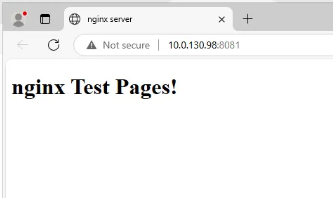 nginx server
Not secure | 10.0.130.98:8081
nginx Test Pages!